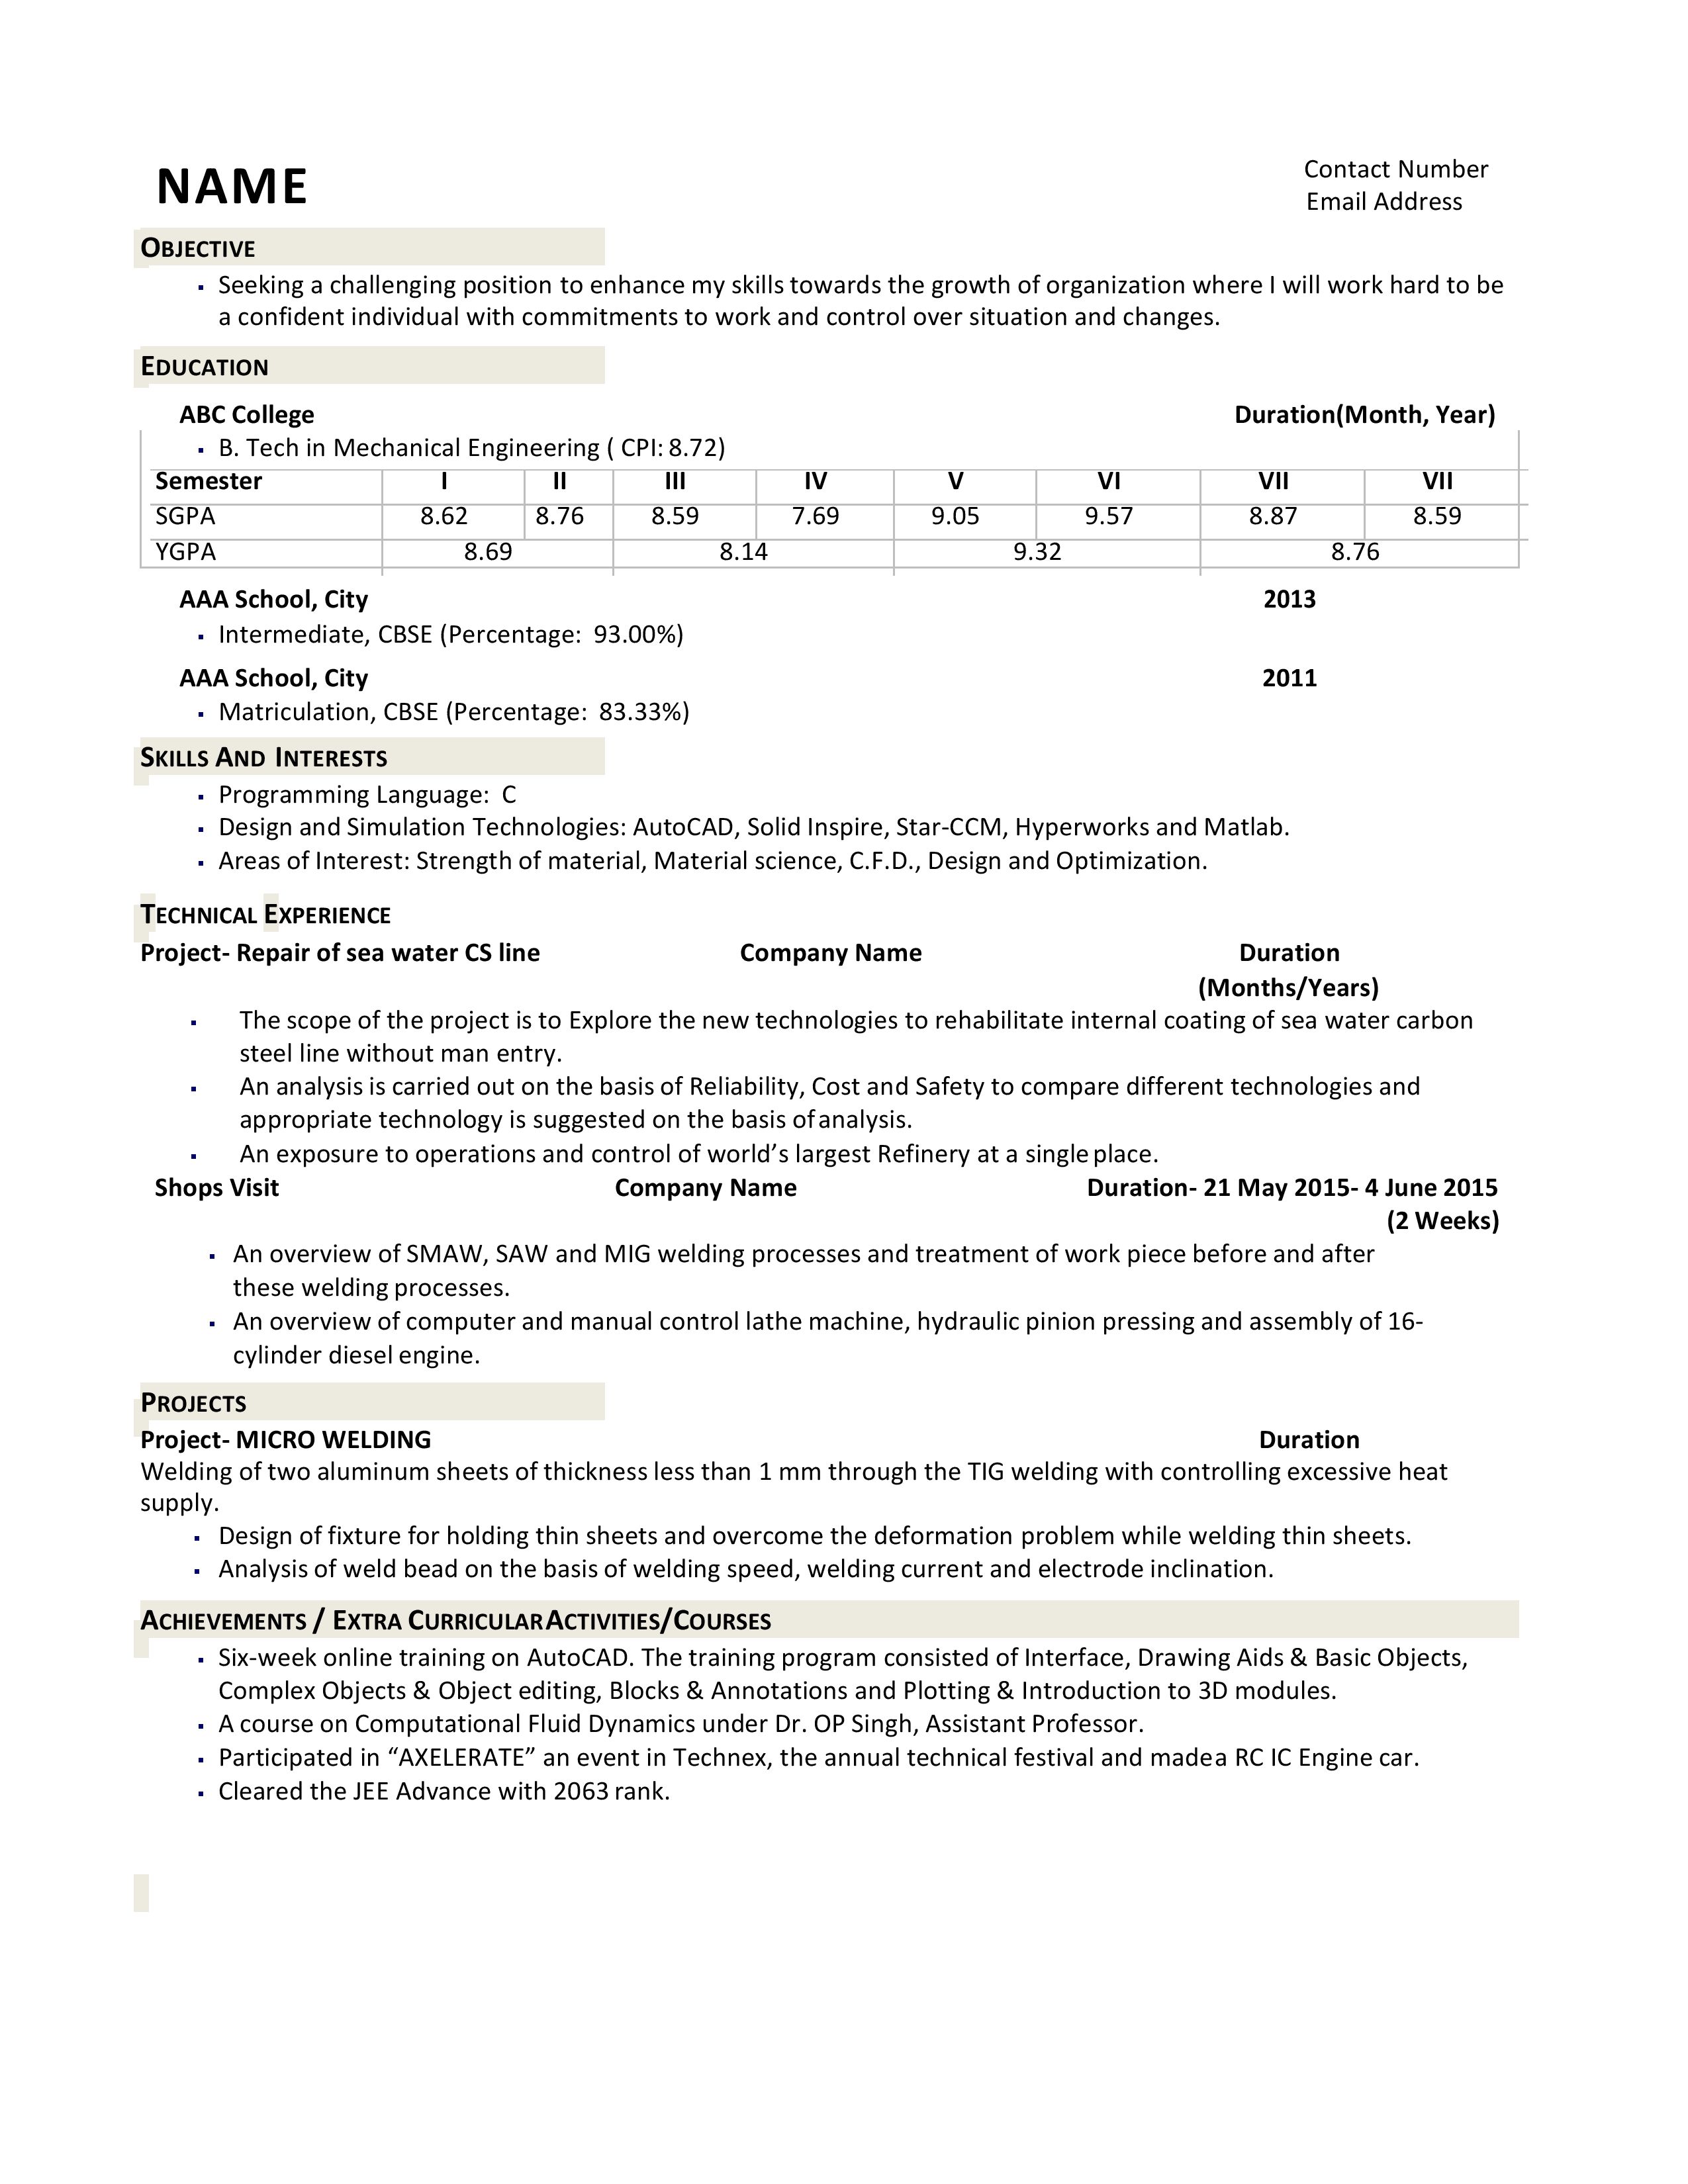 NAME
Contact Number
Email Address
OBJECTIVE
▪ Seeking a challenging position to enhance my skills towards the growth of organization where I will work hard to be
a confident individual with commitments to work and control over situation and changes.
EDUCATION
ABC College Duration(Month, Year)
▪ B. Tech in Mechanical Engineering ( CPI: 8.72)
Semester I II III IV V VI VII VII
SGPA 8.62 8.76 8.59 7.69 9.05 9.57 8.87 8.59
YGPA 8.69 8.14 9.32 8.76
AAA School, City 2013
▪ Intermediate, CBSE (Percentage: 93.00%)
AAA School, City 2011
▪ Matriculation, CBSE (Percentage: 83.33%)
SKILLS AND INTERESTS
▪ Programming Language: C
▪ Design and Simulation Technologies: AutoCAD, Solid Inspire, Star-CCM, Hyperworks and Matlab.
▪ Areas of Interest: Strength of material, Material science, C.F.D., Design and Optimization.
TECHNICAL EXPERIENCE
Project- Repair of sea water CS line Company Name Duration
(Months/Years)
▪ The scope of the project is to Explore the new technologies to rehabilitate internal coating of sea water carbon
steel line without man entry.
▪ An analysis is carried out on the basis of Reliability, Cost and Safety to compare different technologies and
appropriate technology is suggested on the basis of analysis.
▪ An exposure to operations and control of world’s largest Refinery at a single place.
Shops Visit Company Name Duration- 21 May 2015- 4 June 2015
(2 Weeks)
▪ An overview of SMAW, SAW and MIG welding processes and treatment of work piece before and after
these welding processes.
▪ An overview of computer and manual control lathe machine, hydraulic pinion pressing and assembly of 16-
cylinder diesel engine.
PROJECTS
Project- MICRO WELDING Duration
Welding of two aluminum sheets of thickness less than 1 mm through the TIG welding with controlling excessive heat
supply.
▪ Design of fixture for holding thin sheets and overcome the deformation problem while welding thin sheets.
▪ Analysis of weld bead on the basis of welding speed, welding current and electrode inclination.
ACHIEVEMENTS / EXTRA CURRICULAR ACTIVITIES/COURSES
▪ Six-week online training on AutoCAD. The training program consisted of Interface, Drawing Aids & Basic Objects,
Complex Objects & Object editing, Blocks & Annotations and Plotting & Introduction to 3D modules.
▪ A course on Computational Fluid Dynamics under Dr. OP Singh, Assistant Professor.
▪ Participated in “AXELERATE” an event in Technex, the annual technical festival and made a RC IC Engine car.
▪ Cleared the JEE Advance with 2063 rank.